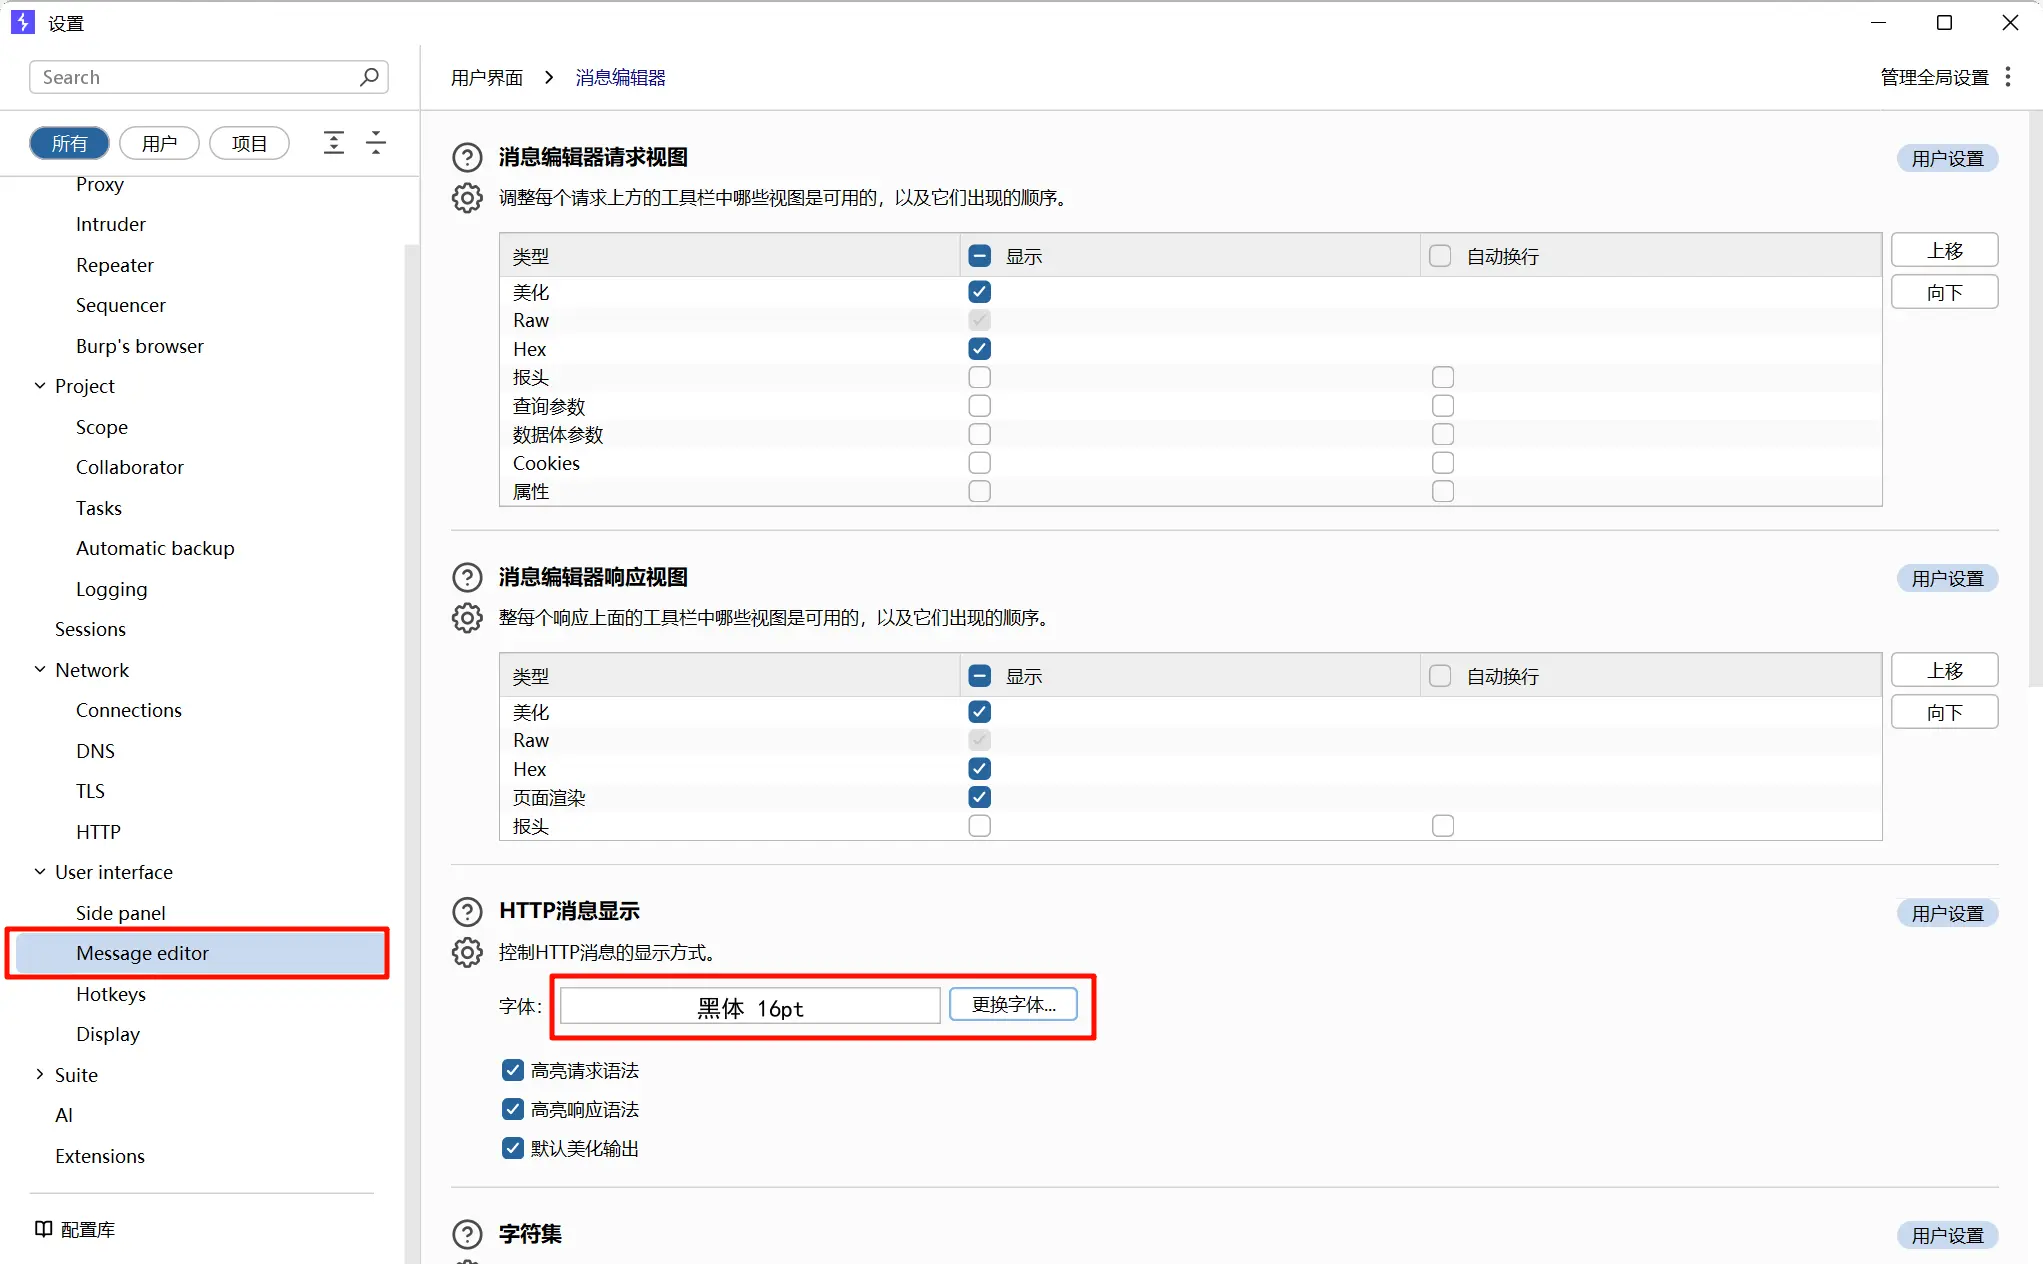 设置
Search
所有 用户 项目
Proxy
Intruder
Repeater
Sequencer
Burp's browser
Project
Scope
Collaborator
Tasks
Automatic backup
Logging
Sessions
Network
Connections
DNS
TLS
HTTP
User interface
Side panel
Message editor
Hotkeys
Display
Suite
AI
Extensions
配置库
用户界面 > 消息编辑器
管理全局设置
消息编辑器请求视图
用户设置
调整每个请求上方的工具栏中哪些视图是可用的，以及它们出现的顺序。
类型 显示 自动换行
上移
向下
美化
Raw
Hex
报头
查询参数
数据体参数
Cookies
属性
消息编辑器响应视图
用户设置
整每个响应上面的工具栏中哪些视图是可用的，以及它们出现的顺序。
类型 显示 自动换行
上移
向下
美化
Raw
Hex
页面渲染
报头
HTTP消息显示
用户设置
控制HTTP消息的显示方式。
字体： 黑体 16pt 更换字体...
高亮请求语法
高亮响应语法
默认美化输出
字符集
用户设置